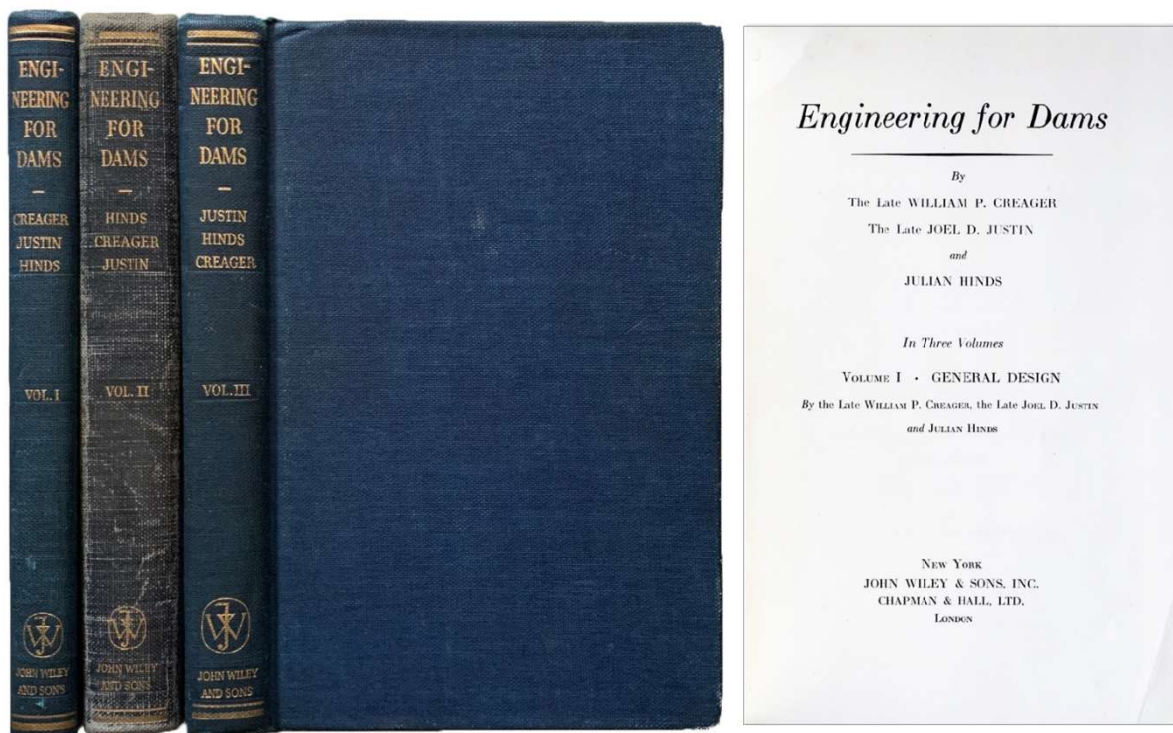 ENGI-
NEERING
FOR
DAMS
CREAGER
JUSTIN
HINDS
VOL. I
JOHN WILEY
AND SONS
ENGI-
NEERING
FOR
DAMS
HINDS
CREAGER
JUSTIN
VOL. II
JOHN WILEY
AND SONS
ENGI-
NEERING
FOR
DAMS
JUSTIN
HINDS
CREAGER
VOL. III
JOHN WILEY
AND SONS
Engineering for Dams
By
The Late WILLIAM P. CREAGER
The Late JOEL D. JUSTIN
and
JULIAN HINDS
In Three Volumes
VOLUME I · GENERAL DESIGN
By the Late WILLIAM P. CREAGER, the Late JOEL D. JUSTIN
and JULIAN HINDS
NEW YORK
JOHN WILEY & SONS, INC.
CHAPMAN & HALL, LTD.
LONDON